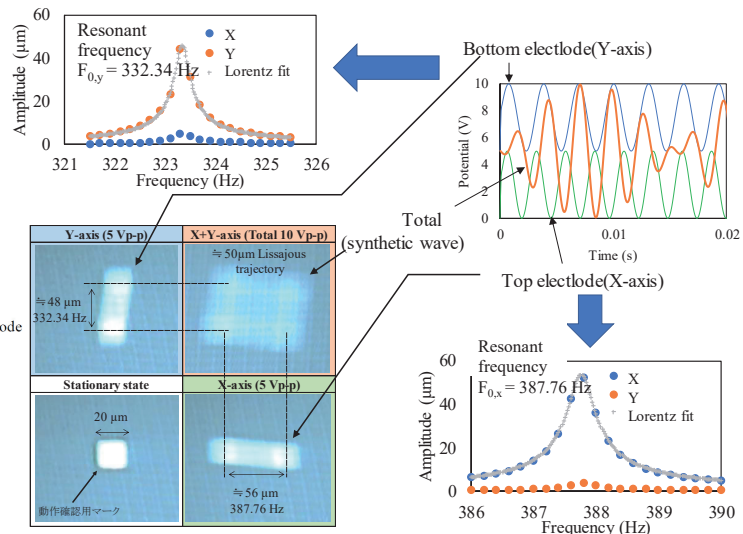 60
40
20
0
Amplitude (μm)
Resonant
frequency
F0,y = 332.34 Hz
X
Y
Lorentz fit
321
322
323
324
325
326
Frequency (Hz)
Bottom electlode(Y-axis)
10
8
6
4
2
0
Potential (V)
0
0.01
0.02
Time (s)
Total
(synthetic wave)
Top electlode(X-axis)
ode
Y-axis (5 Vp-p)
X+Y-axis (Total 10 Vp-p)
≒48 μm
332.34 Hz
≒50μm Lissajous
trajectory
Stationary state
X-axis (5 Vp-p)
20 μm
動作確認用マーク
≒56 μm
387.76 Hz
60
40
20
0
Amplitude (μm)
Resonant
frequency
F0,x = 387.76 Hz
X
Y
Lorentz fit
386
387
388
389
390
Frequency (Hz)